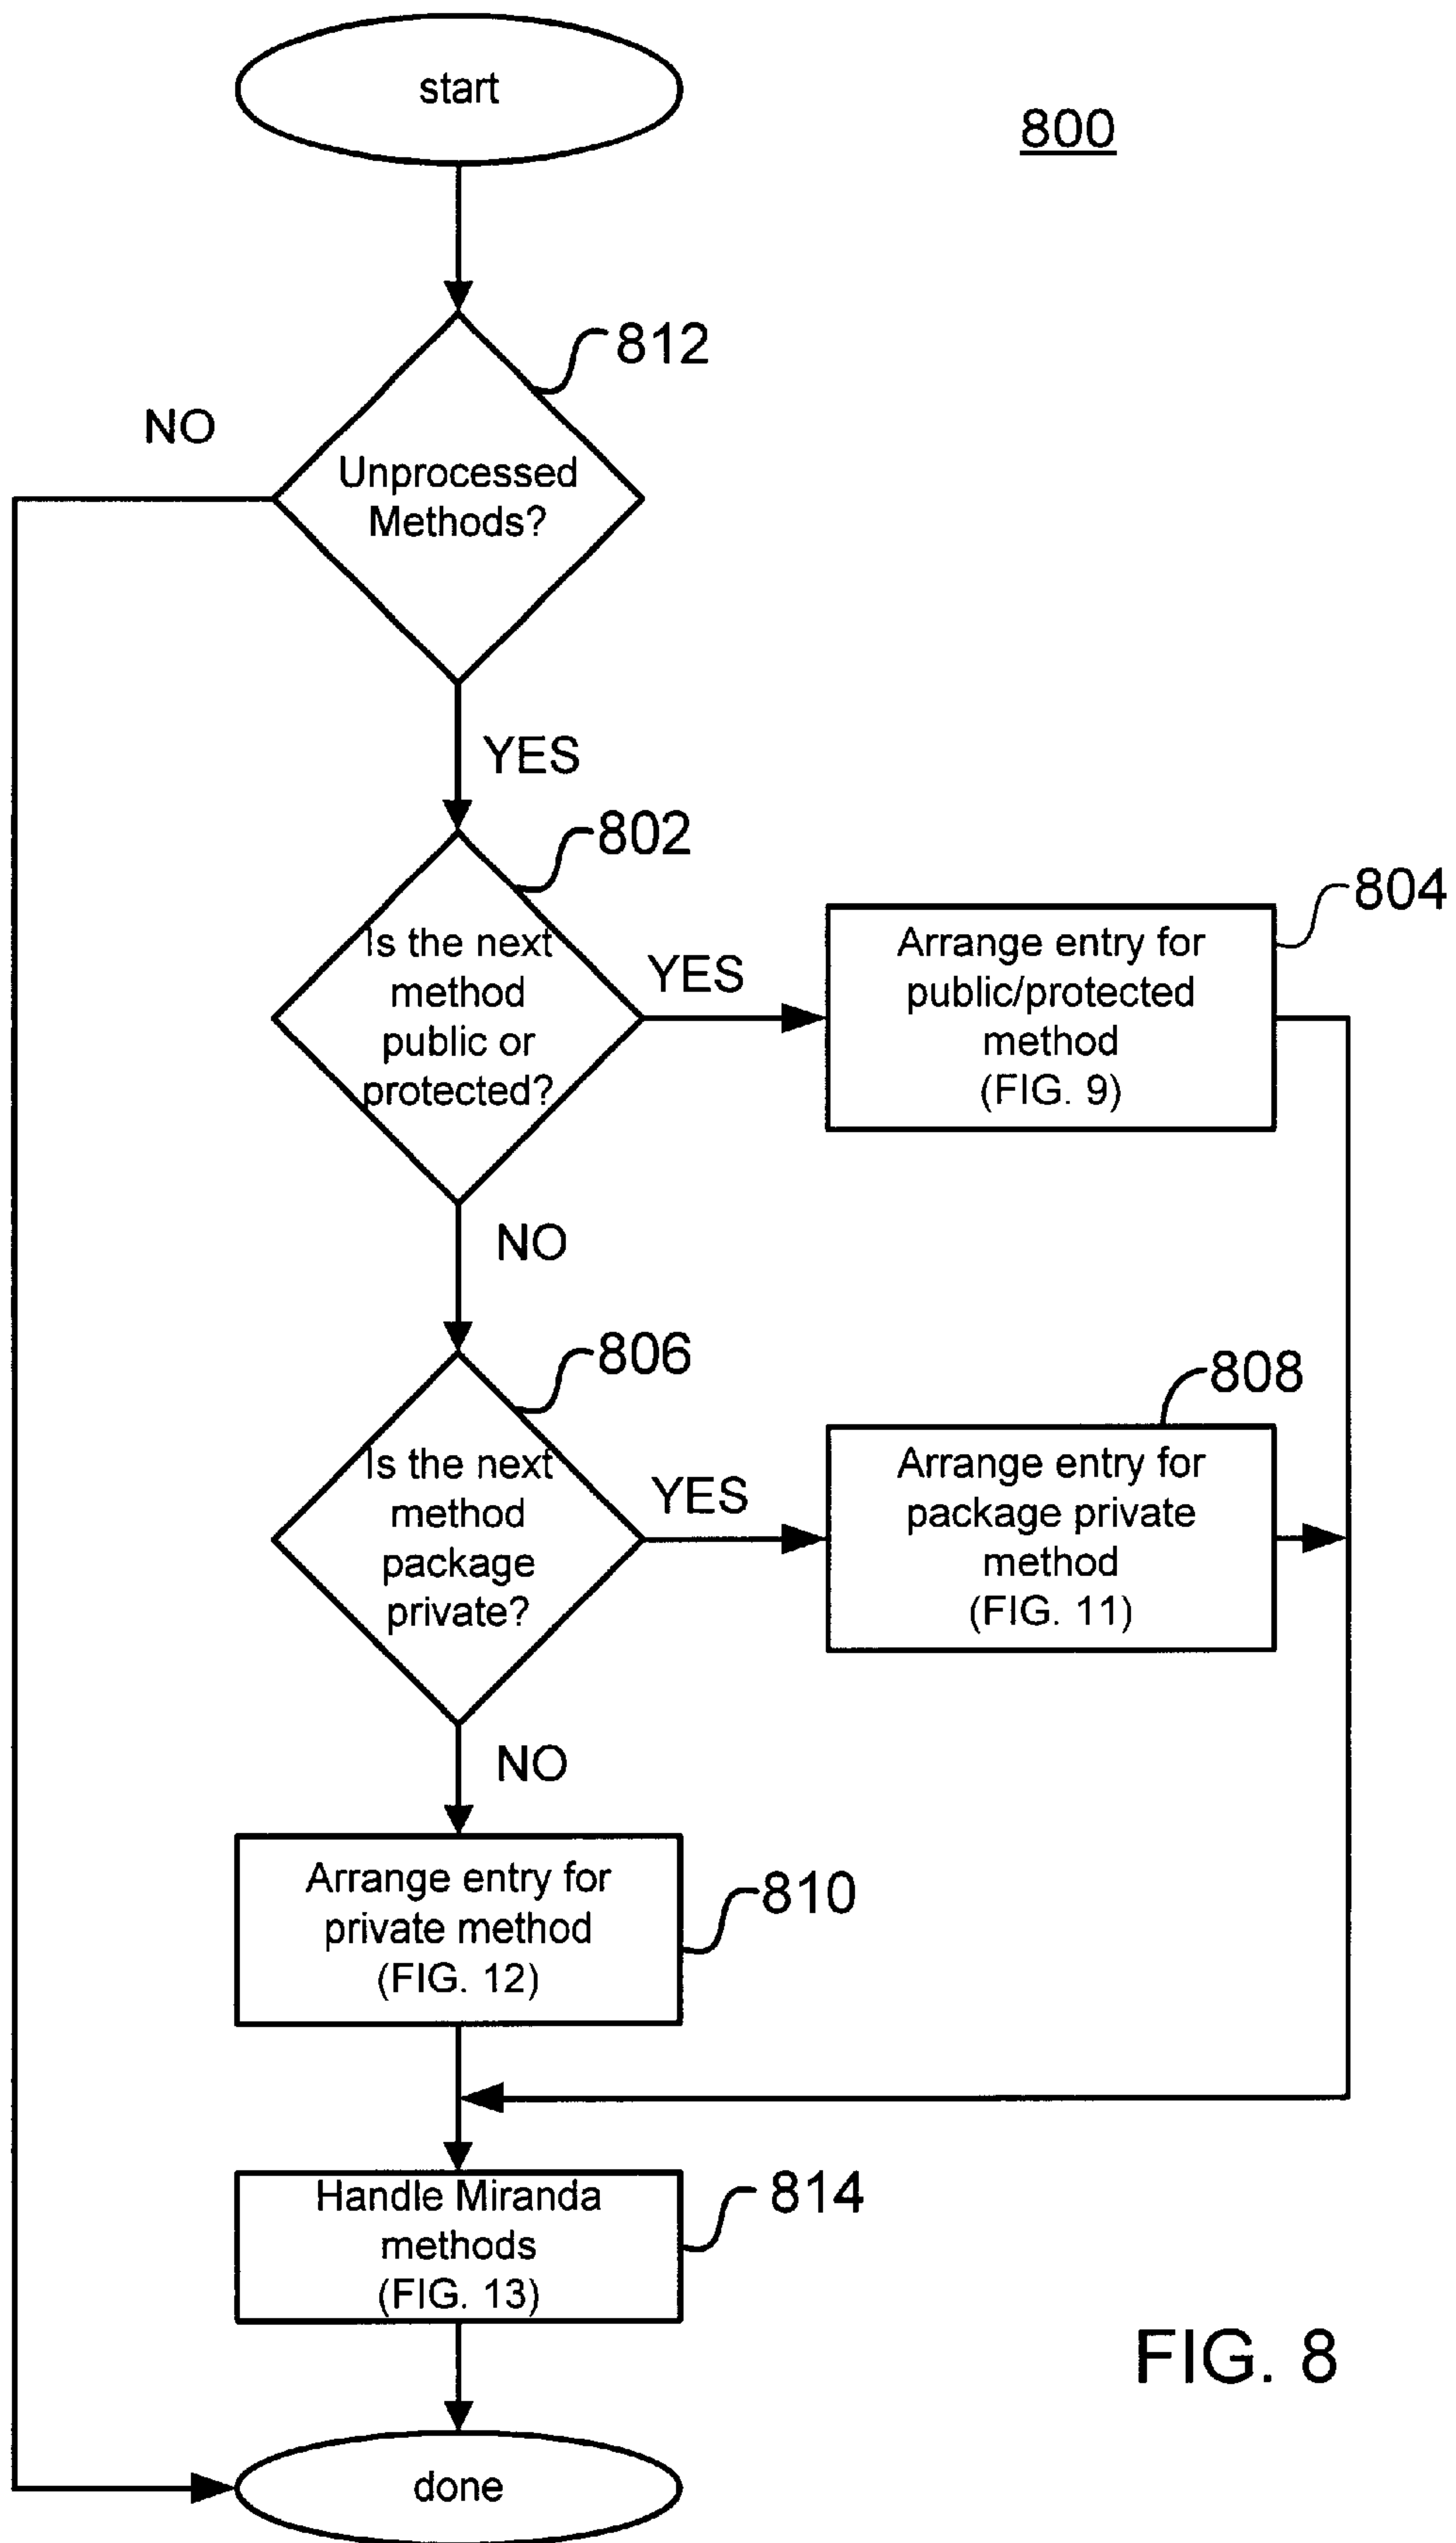 start
800
812
NO
Unprocessed
Methods?
YES
802
Is the next
method
public or
protected?
YES
804
Arrange entry for
public/protected
method
(FIG. 9)
NO
806
Is the next
method
package
private?
YES
808
Arrange entry for
package private
method
(FIG. 11)
NO
Arrange entry for
private method
(FIG. 12)
810
Handle Miranda
methods
(FIG. 13)
814
FIG. 8
done